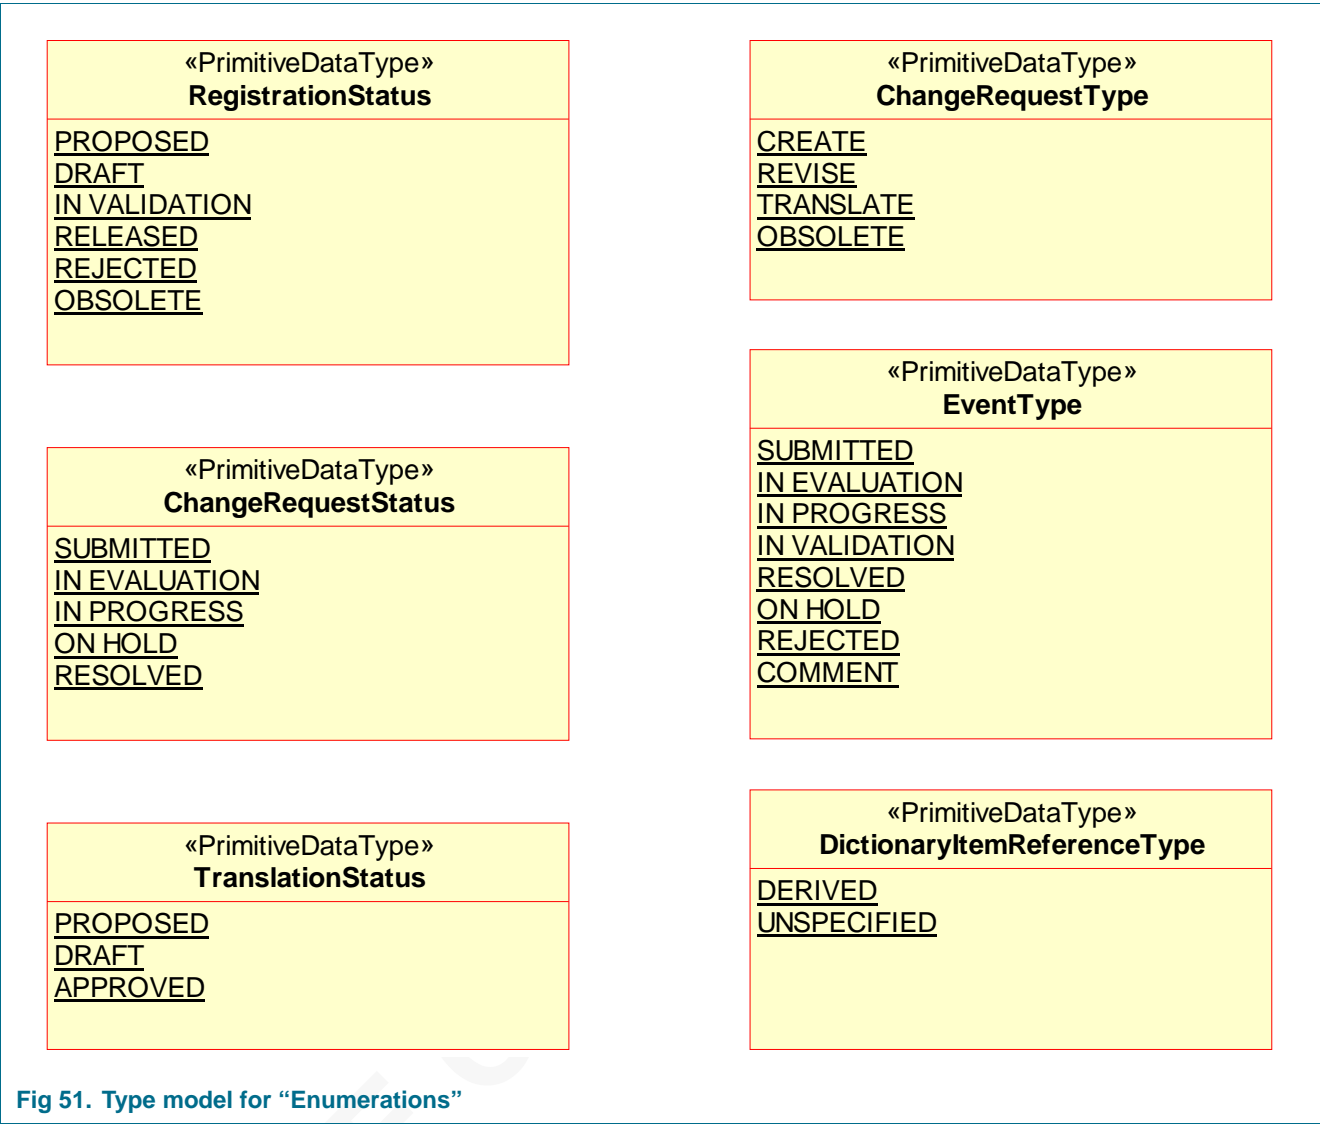 «PrimitiveDataType»
RegistrationStatus
PROPOSED
DRAFT
IN VALIDATION
RELEASED
REJECTED
OBSOLETE
«PrimitiveDataType»
ChangeRequestStatus
SUBMITTED
IN EVALUATION
IN PROGRESS
ON HOLD
RESOLVED
«PrimitiveDataType»
TranslationStatus
PROPOSED
DRAFT
APPROVED
«PrimitiveDataType»
ChangeRequestType
CREATE
REVISE
TRANSLATE
OBSOLETE
«PrimitiveDataType»
EventType
SUBMITTED
IN EVALUATION
IN PROGRESS
IN VALIDATION
RESOLVED
ON HOLD
REJECTED
COMMENT
«PrimitiveDataType»
DictionaryItemReferenceType
DERIVED
UNSPECIFIED
Fig 51. Type model for “Enumerations”